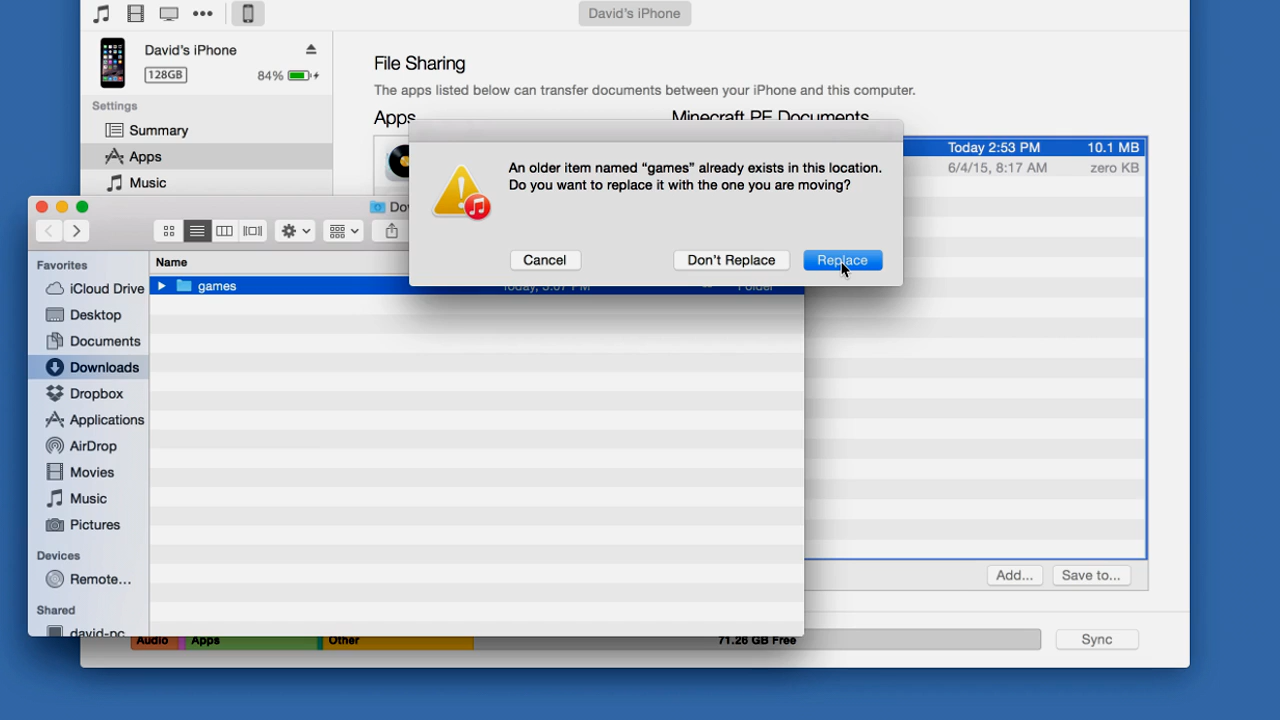 David's iPhone
David's iPhone
128GB
84%
Settings
Summary
Apps
Music
File Sharing
The apps listed below can transfer documents between your iPhone and this computer.
Apps
Minecraft PE Documents
Today 2:53 PM 10.1 MB
6/4/15, 8:17 AM zero KB
An older item named “games” already exists in this location.
Do you want to replace it with the one you are moving?
Cancel
Don't Replace
Replace
Favorites
iCloud Drive
Desktop
Documents
Downloads
Dropbox
Applications
AirDrop
Movies
Music
Pictures
Devices
Remote...
Shared
david-pc
Name
games
Today, 3:07 PM
-- Folder
Add...
Save to...
Audio
Apps
Other
71.26 GB Free
Sync